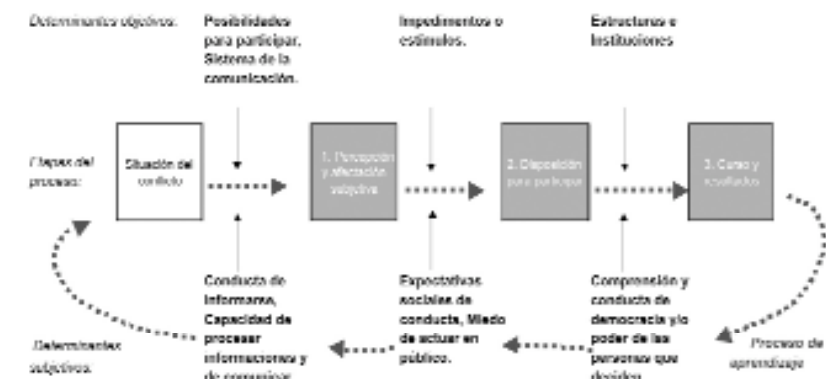 Determinantes objetivos:
Posibilidades
para participar,
Sistema de la
comunicación.
Impedimentos o
estímulos.
Estructuras e
Instituciones
Etapas del
proceso:
Situación del
conflicto
1. Percepción
y afectación
subjetiva
2. Disposición
para participar
3. Curso y
resultados
Determinantes
subjetivos:
Conducta de
informarse,
Capacidad de
procesar
informaciones y
de comunicar
Expectativas
sociales de
conducta, Miedo
de actuar en
público.
Comprensión y
conducta de
democracia y/o
poder de las
personas que
deciden
Proceso de
aprendizaje